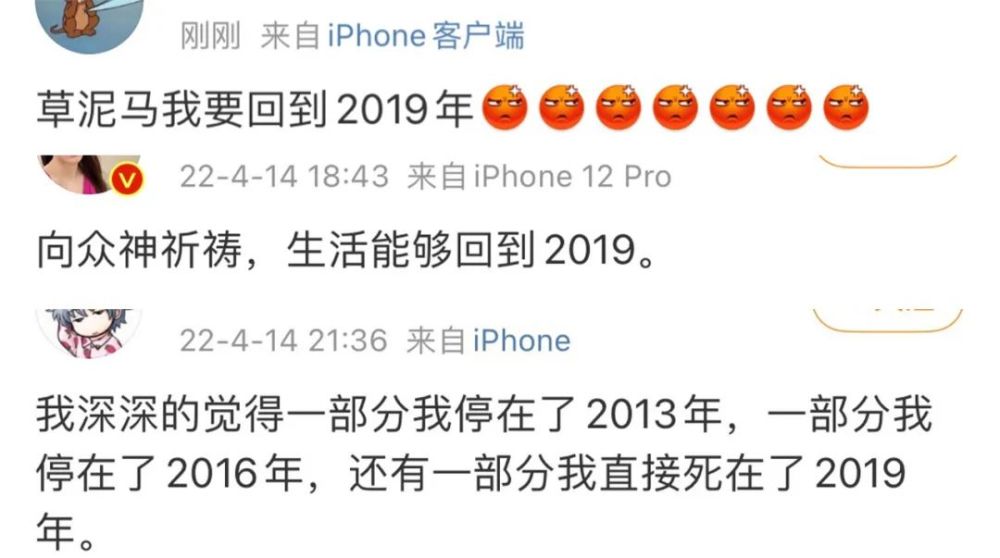 刚刚 来自iPhone客户端
草泥马我要回到2019年
V
22-4-14 18:43 来自iPhone 12 Pro
向众神祈祷，生活能够回到2019。
22-4-14 21:36 来自iPhone
我深深的觉得一部分我停在了2013年，一部分我
停在了2016年，还有一部分我直接死在了2019
年。